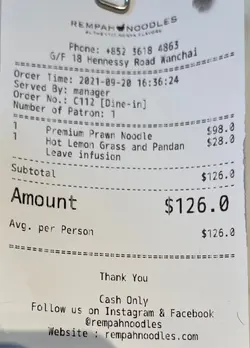 REMPAH NOODLES
Phone: +852 3618 4863
G/F 18 Hennessy Road Wanchai
Order Time: 2021-09-20 16:36:24
Served By: manager
Order No.: C112 [Dine-in]
Number of Patron: 1
1 Premium Prawn Noodle $98.0
1 Hot Lemon Grass and Pandan $28.0
Leave infusion
Subtotal $126.0
Amount $126.0
Avg. per Person $126.0
Thank You
Cash Only
Follow us on Instagram & Facebook
@rempahnoodles
Website : rempahnoodles.com